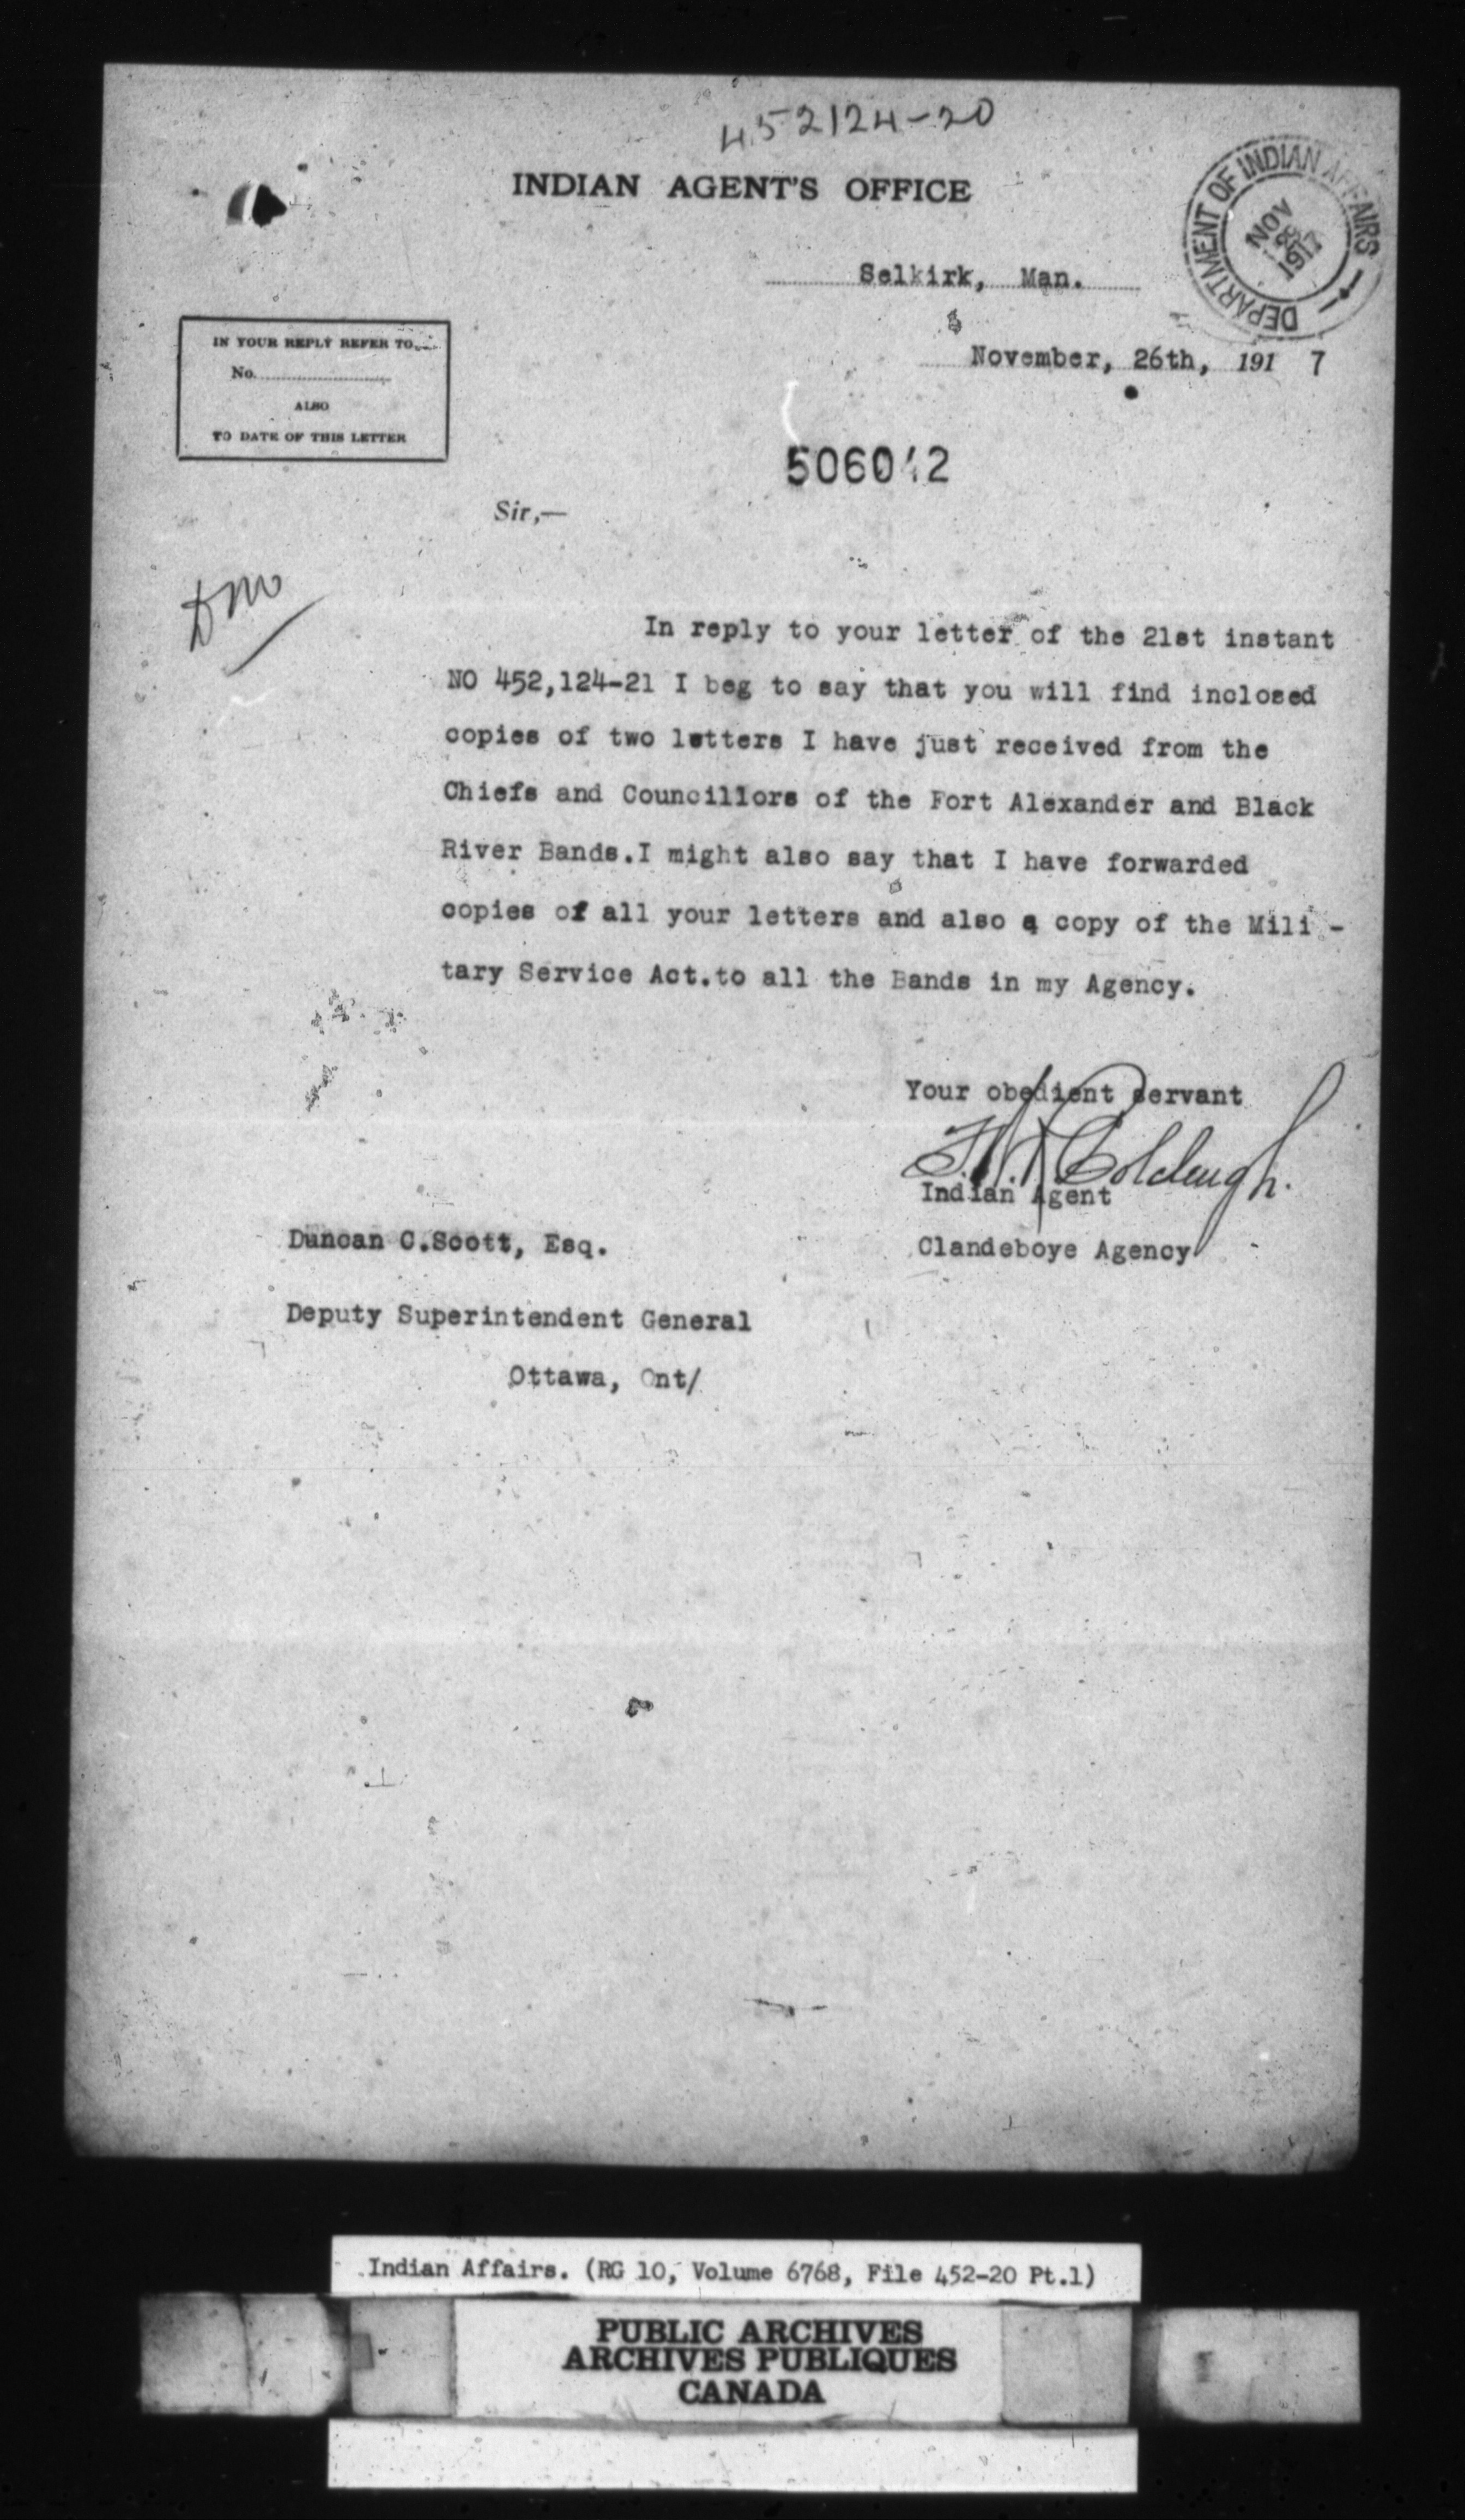 452124-20
INDIAN AGENT'S OFFICE
DEPARTMENT OF INDIAN AFFAIRS
NOV
1917
Selkirk, Man.
November, 26th, 191 7
IN YOUR REPLY REFER TO
No.
ALSO
TO DATE OF THIS LETTER
506042
Sir,—
In reply to your letter of the 21st instant
NO 452,124-21 I beg to say that you will find inclosed
copies of two letters I have just received from the
Chiefs and Councillors of the Fort Alexander and Black
River Bands.I might also say that I have forwarded
copies of all your letters and also a copy of the Mili -
tary Service Act.to all the Bands in my Agency.
Your obedient servant
Indian Agent
Clandeboye Agency
Duncan C.Scott, Esq.
Deputy Superintendent General
Ottawa, Ont/
Indian Affairs. (RG 10, Volume 6768, File 452-20 Pt.1)
PUBLIC ARCHIVES
ARCHIVES PUBLIQUES
CANADA